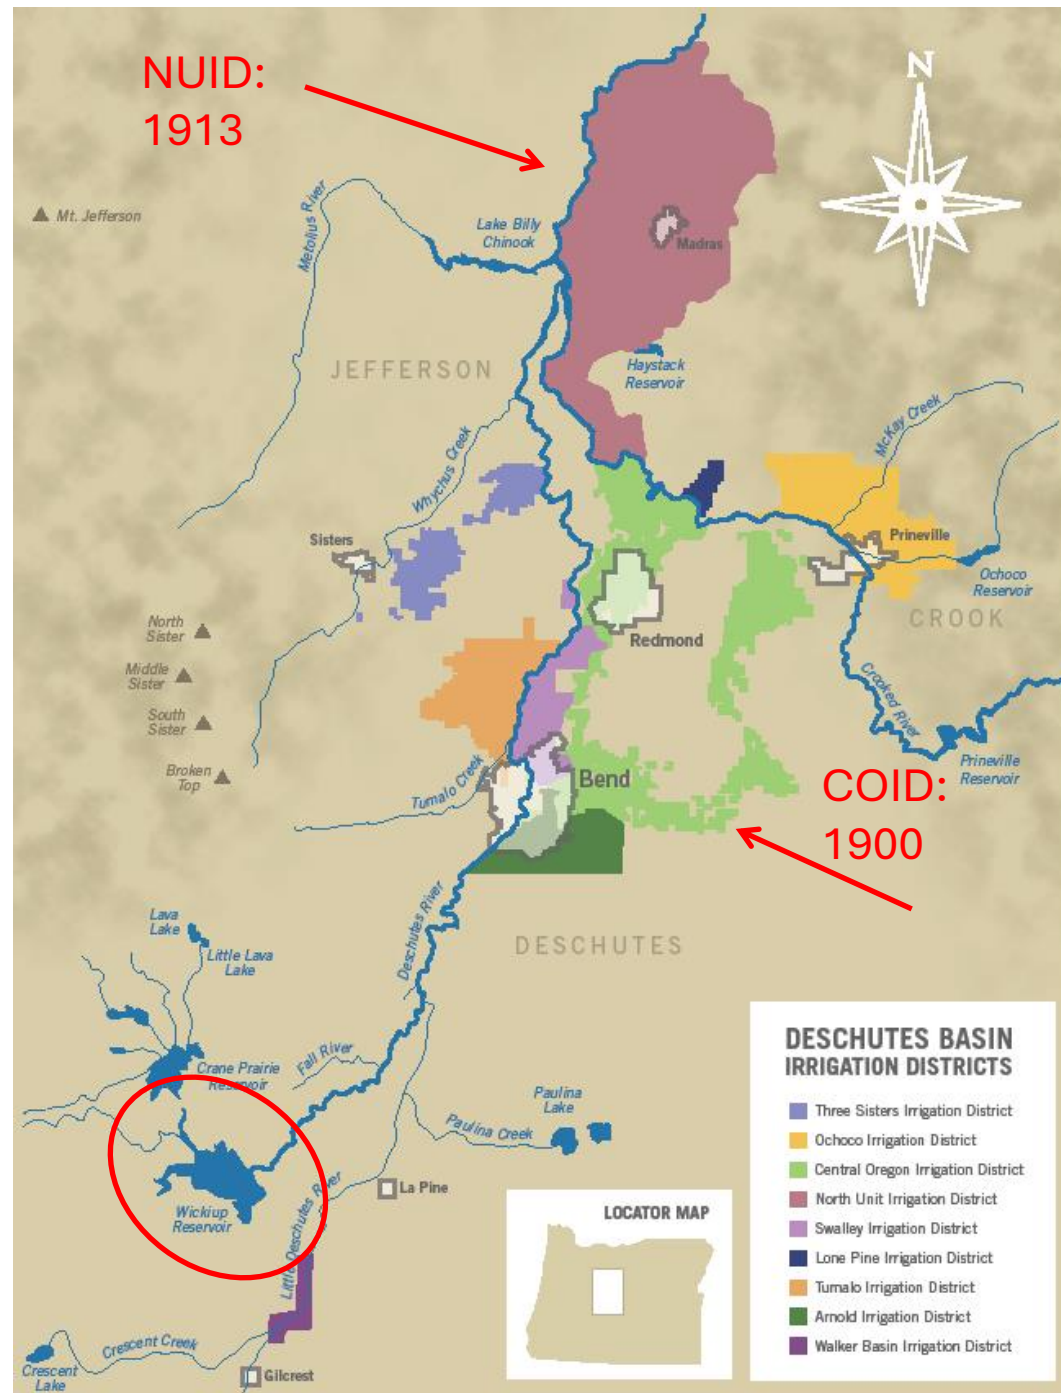 NUID:
1913
N
Mt. Jefferson
Metolius River
Lake Billy
Chinook
Madras
JEFFERSON
Haystack
Reservoir
McKay Creek
Whychus Creek
Sisters
Prineville
Ochoco
Reservoir
CROOK
North
Sister
Middle
Sister
South
Sister
Broken
Top
Redmond
Crooked River
Prineville
Reservoir
Tumalo Creek
Bend
COID:
1900
Deschutes River
DESCHUTES
Lava
Lake
Little Lava
Lake
Crane Prairie
Reservoir
Fall River
Paulina
Lake
Paulina Creek
La Pine
Wickiup
Reservoir
Little Deschutes River
Crescent Creek
Crescent
Lake
Gilcrest
LOCATOR MAP
DESCHUTES BASIN
IRRIGATION DISTRICTS
Three Sisters Irrigation District
Ochoco Irrigation District
Central Oregon Irrigation District
North Unit Irrigation District
Swalley Irrigation District
Lone Pine Irrigation District
Tumalo Irrigation District
Arnold Irrigation District
Walker Basin Irrigation District